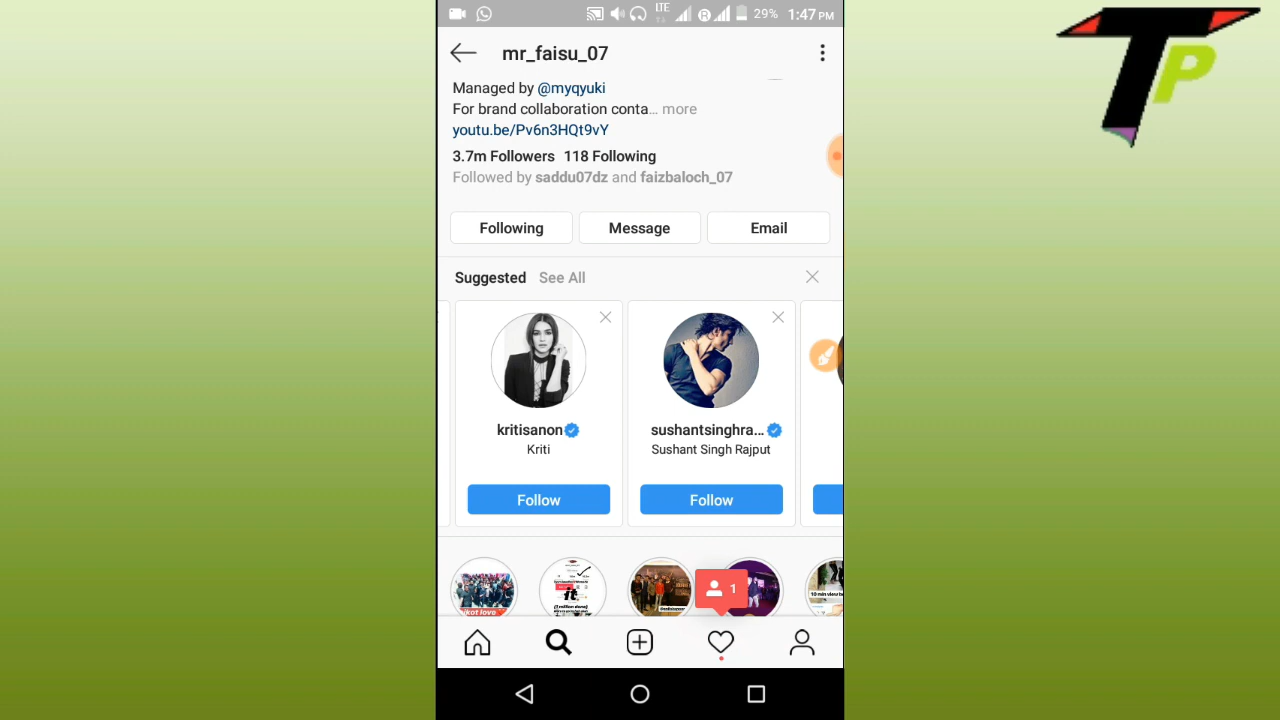 LTE
R
29%
1:47 PM
TP
mr_faisu_07
Managed by @myqyuki
For brand collaboration conta... more
youtu.be/Pv6n3HQt9vY
3.7m Followers 118 Following
Followed by saddu07dz and faizbaloch_07
Following
Message
Email
Suggested See All
kritisanon
Kriti
Follow
sushantsinghra...
Sushant Singh Rajput
Follow
1